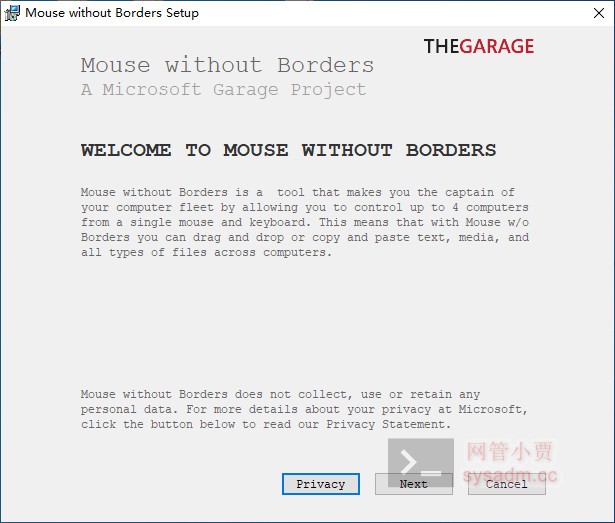 Mouse without Borders Setup
THEGARAGE
Mouse without Borders
A Microsoft Garage Project
WELCOME TO MOUSE WITHOUT BORDERS
Mouse without Borders is a  tool that makes you the captain of
your computer fleet by allowing you to control up to 4 computers
from a single mouse and keyboard. This means that with Mouse w/o
Borders you can drag and drop or copy and paste text, media, and
all types of files across computers.
Mouse without Borders does not collect, use or retain any
personal data. For more details about your privacy at Microsoft,
click the button below to read our Privacy Statement.
网管小贾
sysadm.cc
Privacy Next Cancel